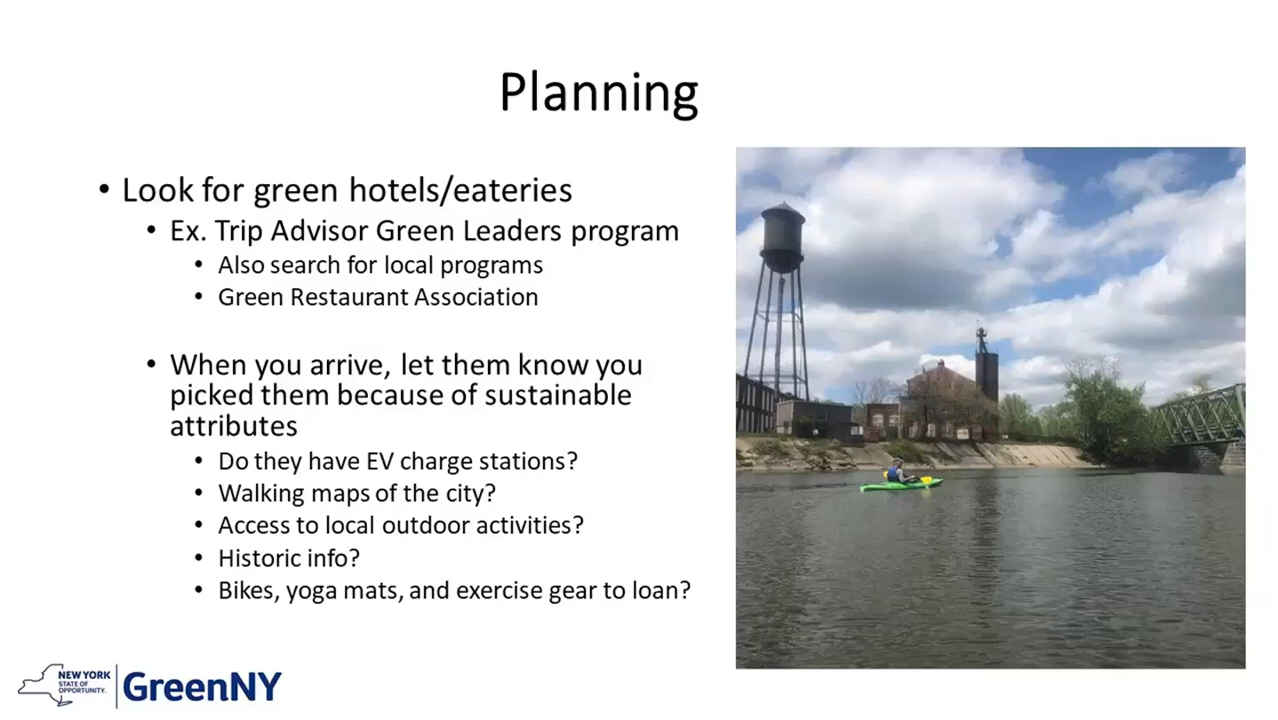 Planning
• Look for green hotels/eateries
• Ex. Trip Advisor Green Leaders program
• Also search for local programs
• Green Restaurant Association
• When you arrive, let them know you
picked them because of sustainable
attributes
• Do they have EV charge stations?
• Walking maps of the city?
• Access to local outdoor activities?
• Historic info?
• Bikes, yoga mats, and exercise gear to loan?
NEW YORK
STATE OF
OPPORTUNITY.
GreenNY